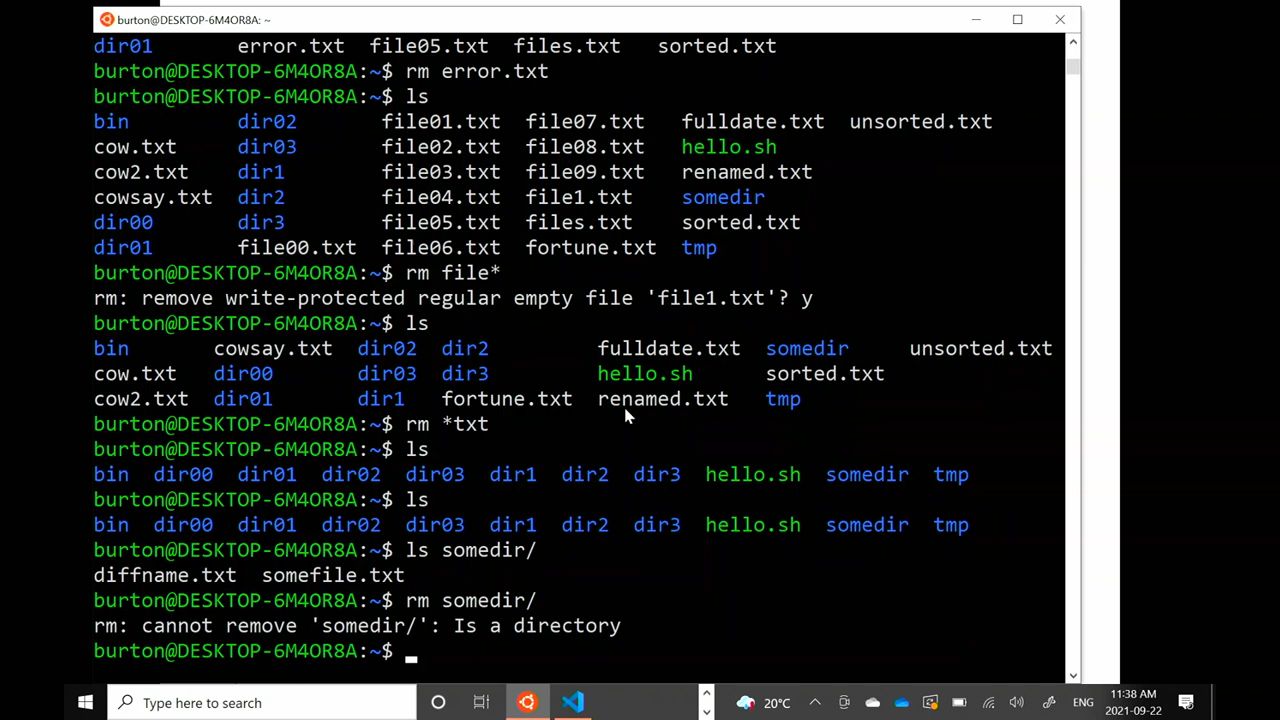 burton@DESKTOP-6M4OR8A: ~
dir01 error.txt file05.txt files.txt sorted.txt
burton@DESKTOP-6M4OR8A:~$ rm error.txt
burton@DESKTOP-6M4OR8A:~$ ls
bin dir02 file01.txt file07.txt fulldate.txt unsorted.txt
cow.txt dir03 file02.txt file08.txt hello.sh
cow2.txt dir1 file03.txt file09.txt renamed.txt
cowsay.txt dir2 file04.txt file1.txt somedir
dir00 dir3 file05.txt files.txt sorted.txt
dir01 file00.txt file06.txt fortune.txt tmp
burton@DESKTOP-6M4OR8A:~$ rm file*
rm: remove write-protected regular empty file 'file1.txt'? y
burton@DESKTOP-6M4OR8A:~$ ls
bin cowsay.txt dir02 dir2 fulldate.txt somedir unsorted.txt
cow.txt dir00 dir03 dir3 hello.sh sorted.txt
cow2.txt dir01 dir1 fortune.txt renamed.txt tmp
burton@DESKTOP-6M4OR8A:~$ rm *txt
burton@DESKTOP-6M4OR8A:~$ ls
bin dir00 dir01 dir02 dir03 dir1 dir2 dir3 hello.sh somedir tmp
burton@DESKTOP-6M4OR8A:~$ ls
bin dir00 dir01 dir02 dir03 dir1 dir2 dir3 hello.sh somedir tmp
burton@DESKTOP-6M4OR8A:~$ ls somedir/
diffname.txt somefile.txt
burton@DESKTOP-6M4OR8A:~$ rm somedir/
rm: cannot remove 'somedir/': Is a directory
burton@DESKTOP-6M4OR8A:~$
Type here to search 20°C ENG
11:38 AM
2021-09-22